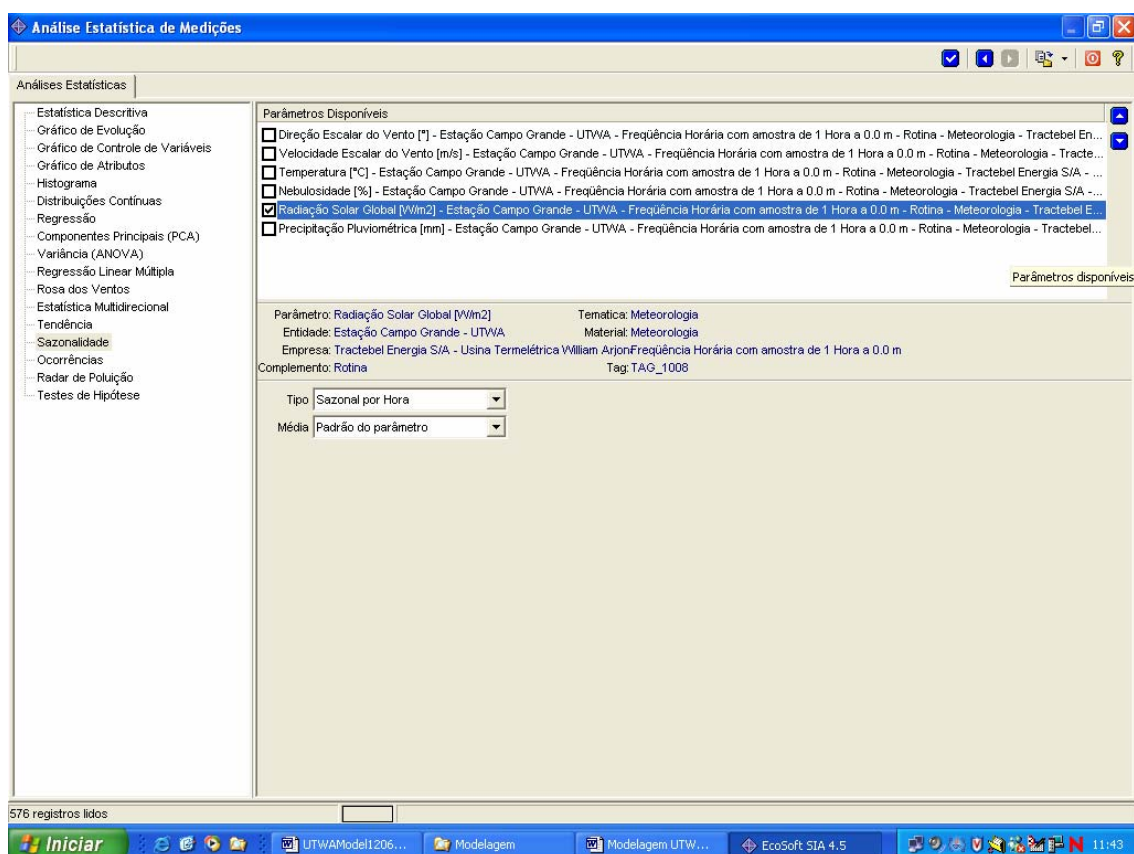 Análise Estatística de Medições
Análises Estatísticas
Estatística Descritiva
Gráfico de Evolução
Gráfico de Controle de Variáveis
Gráfico de Atributos
Histograma
Distribuições Contínuas
Regressão
Componentes Principais (PCA)
Variância (ANOVA)
Regressão Linear Múltipla
Rosa dos Ventos
Estatística Multidirecional
Tendência
Sazonalidade
Ocorrências
Radar de Poluição
Testes de Hipótese
Parâmetros Disponíveis
Direção Escalar do Vento [°] - Estação Campo Grande - UTWA - Freqüência Horária com amostra de 1 Hora a 0.0 m - Rotina - Meteorologia - Tractebel En...
Velocidade Escalar do Vento [m/s] - Estação Campo Grande - UTWA - Freqüência Horária com amostra de 1 Hora a 0.0 m - Rotina - Meteorologia - Tracte...
Temperatura [°C] - Estação Campo Grande - UTWA - Freqüência Horária com amostra de 1 Hora a 0.0 m - Rotina - Meteorologia - Tractebel Energia S/A - ...
Nebulosidade [%] - Estação Campo Grande - UTWA - Freqüência Horária com amostra de 1 Hora a 0.0 m - Rotina - Meteorologia - Tractebel Energia S/A -...
Radiação Solar Global [W/m2] - Estação Campo Grande - UTWA - Freqüência Horária com amostra de 1 Hora a 0.0 m - Rotina - Meteorologia - Tractebel E...
Precipitação Pluviométrica [mm] - Estação Campo Grande - UTWA - Freqüência Horária com amostra de 1 Hora a 0.0 m - Rotina - Meteorologia - Tractebel...
Parâmetros disponíveis
Parâmetro: Radiação Solar Global [W/m2] Tematica: Meteorologia
Entidade: Estação Campo Grande - UTWA Material: Meteorologia
Empresa: Tractebel Energia S/A - Usina Termelétrica William Arjon Freqüência Horária com amostra de 1 Hora a 0.0 m
Complemento: Rotina Tag: TAG_1008
Tipo Sazonal por Hora
Média Padrão do parâmetro
576 registros lidos
Iniciar UTWAModel1206... Modelagem Modelagem UTW... EcoSoft SIA 4.5 11:43